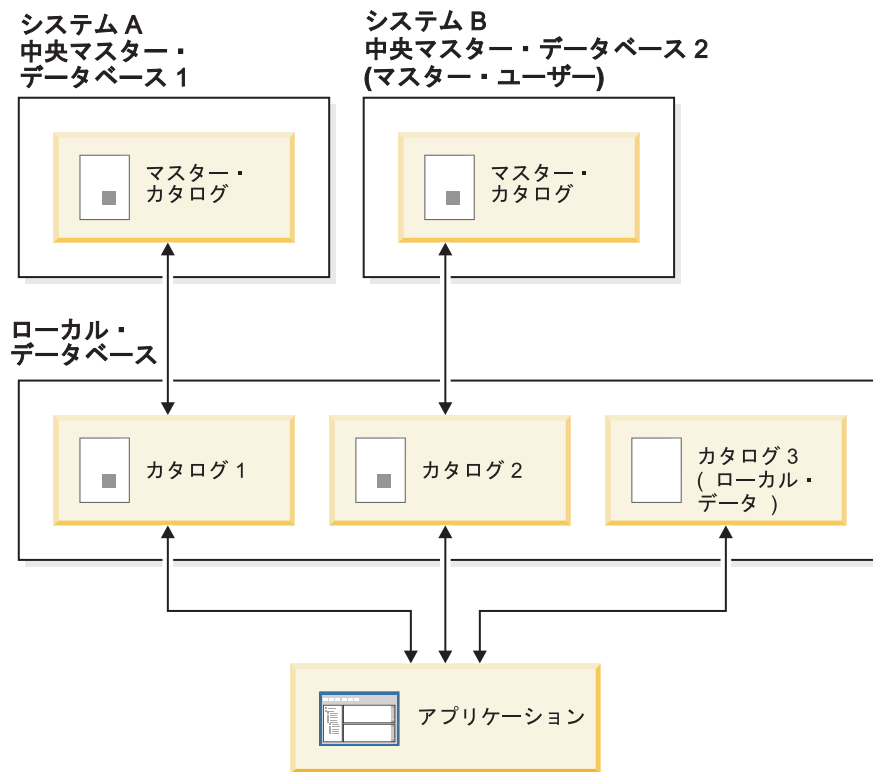 システム A
中央マスター・
データベース 1
システム B
中央マスター・データベース 2
(マスター・ユーザー)
マスター・
カタログ
マスター・
カタログ
ローカル・
データベース
カタログ 1
カタログ 2
カタログ 3
( ローカル・
データ )
アプリケーション